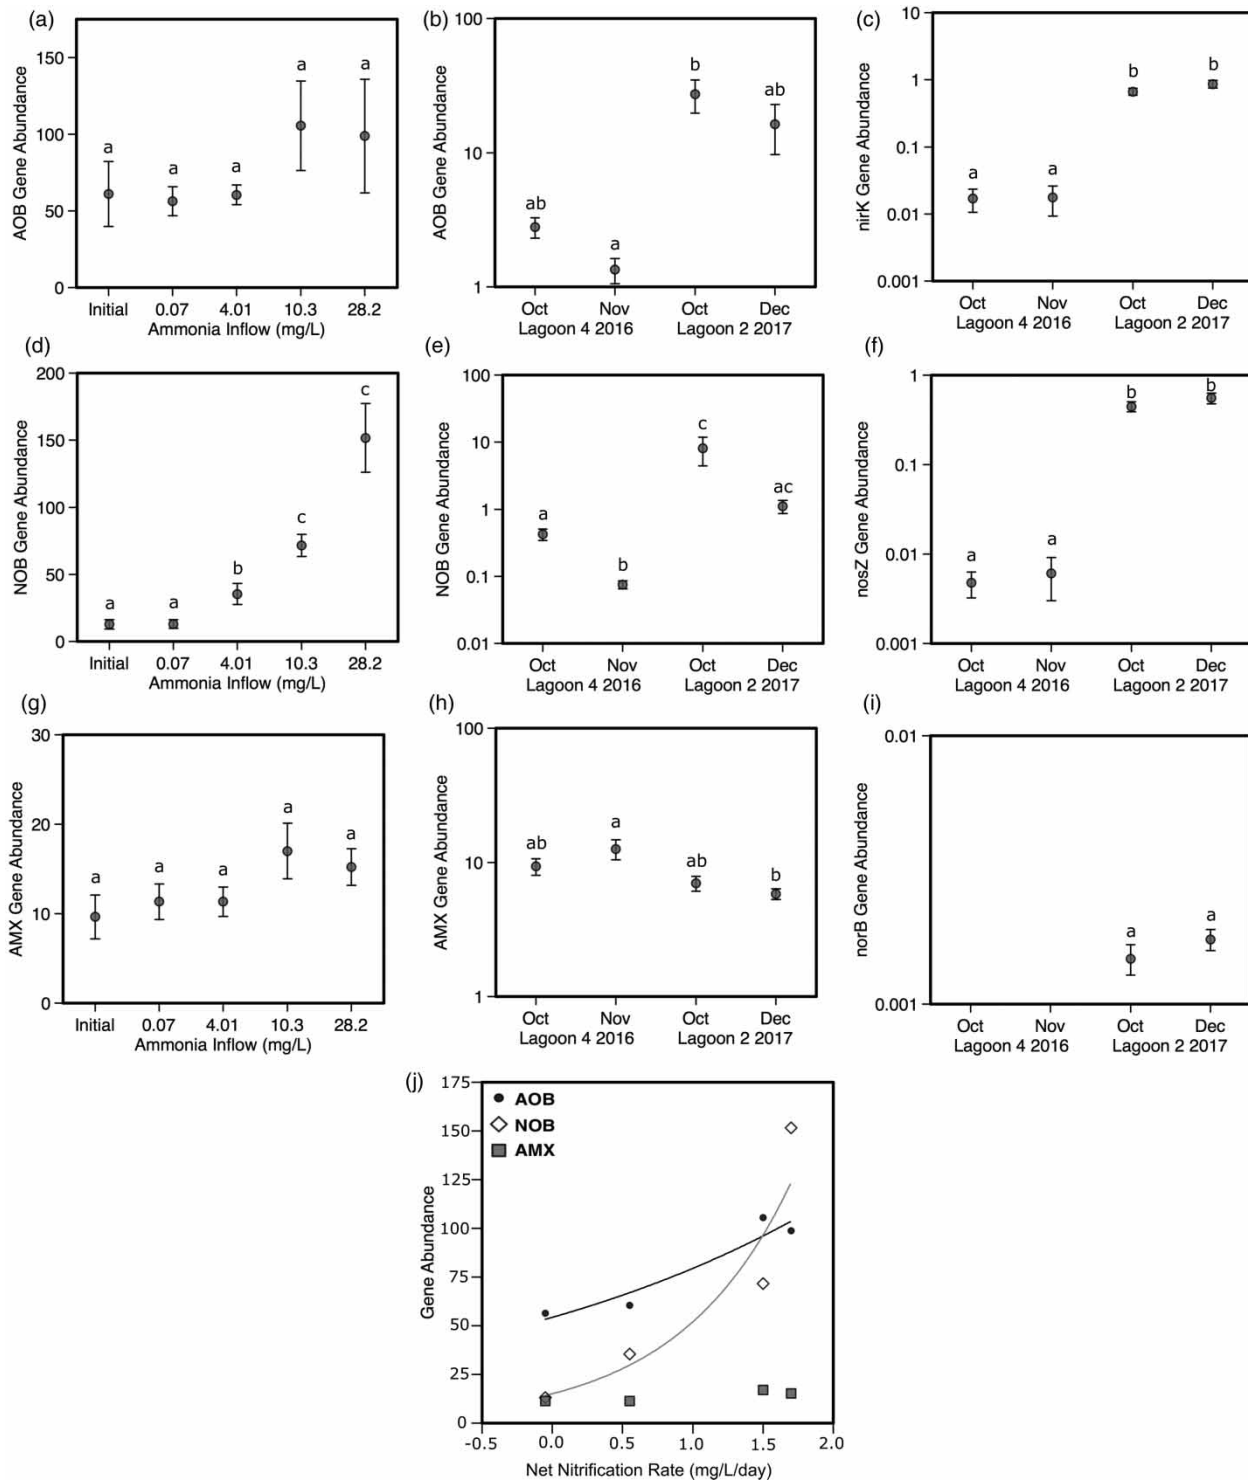 (a)
150
100
50
0
AOB Gene Abundance
a a a a a
Initial 0.07 4.01 10.3 28.2
Ammonia Inflow (mg/L)
(b)
100
10
1
AOB Gene Abundance
ab a b ab
Oct Nov Oct Dec
Lagoon 4 2016 Lagoon 2 2017
(c)
10
1
0.1
0.01
0.001
nirK Gene Abundance
a a b b
Oct Nov Oct Dec
Lagoon 4 2016 Lagoon 2 2017
(d)
200
150
100
50
0
NOB Gene Abundance
a a b c c
Initial 0.07 4.01 10.3 28.2
Ammonia Inflow (mg/L)
(e)
100
10
1
0.1
0.01
NOB Gene Abundance
a b c ac
Oct Nov Oct Dec
Lagoon 4 2016 Lagoon 2 2017
(f)
1
0.1
0.01
0.001
nosZ Gene Abundance
a a b b
Oct Nov Oct Dec
Lagoon 4 2016 Lagoon 2 2017
(g)
30
20
10
0
AMX Gene Abundance
a a a a a
Initial 0.07 4.01 10.3 28.2
Ammonia Inflow (mg/L)
(h)
100
10
1
AMX Gene Abundance
ab a ab b
Oct Nov Oct Dec
Lagoon 4 2016 Lagoon 2 2017
(i)
0.01
0.001
norB Gene Abundance
a a
Oct Nov Oct Dec
Lagoon 4 2016 Lagoon 2 2017
(j)
175
150
125
100
75
50
25
0
Gene Abundance
AOB
NOB
AMX
-0.5 0.0 0.5 1.0 1.5 2.0
Net Nitrification Rate (mg/L/day)